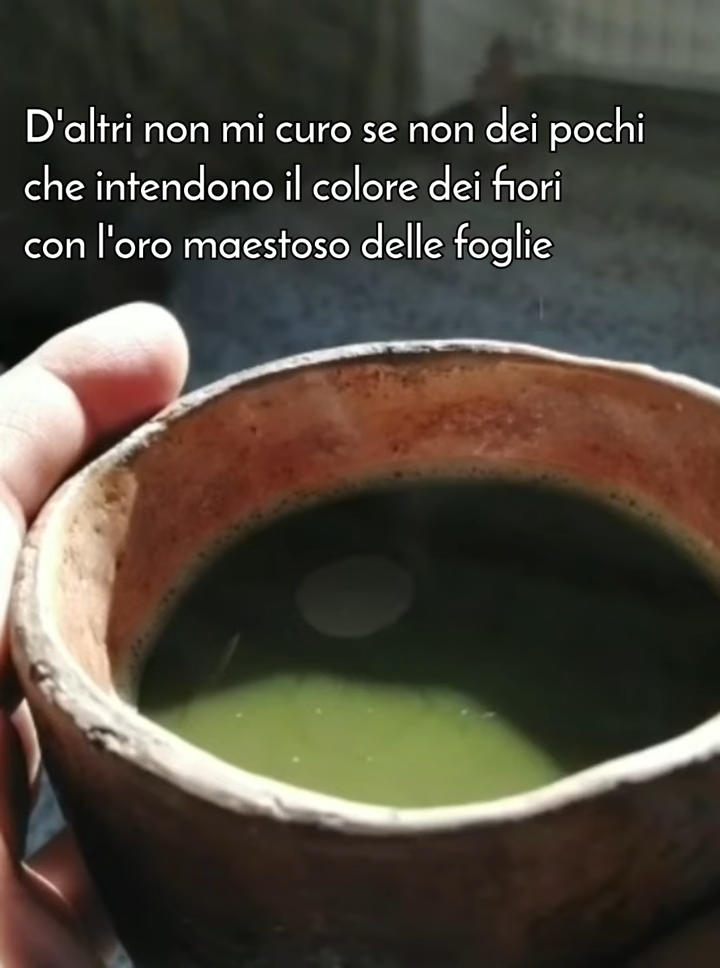 D'altri non mi curo se non dei pochi
che intendono il colore dei fiori
con l'oro maestoso delle foglie